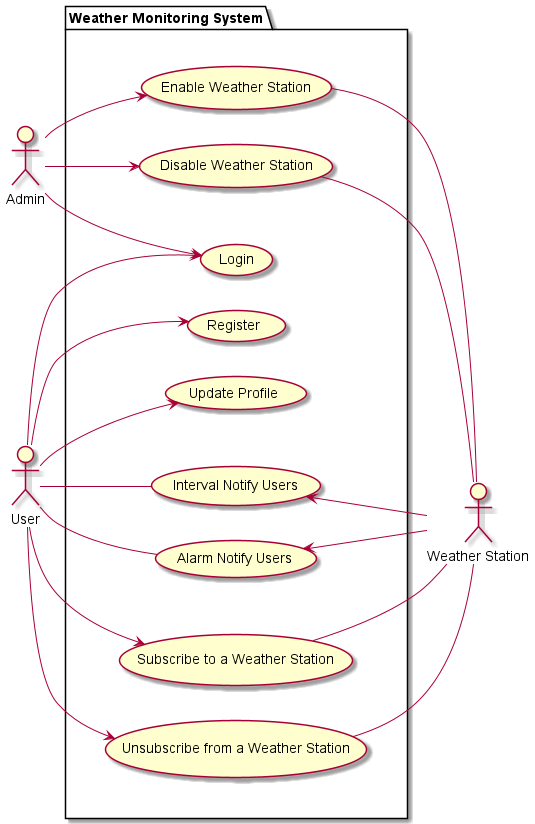 Weather Monitoring System
Enable Weather Station
Disable Weather Station
Admin
Login
Register
Update Profile
Interval Notify Users
User
Alarm Notify Users
Weather Station
Subscribe to a Weather Station
Unsubscribe from a Weather Station